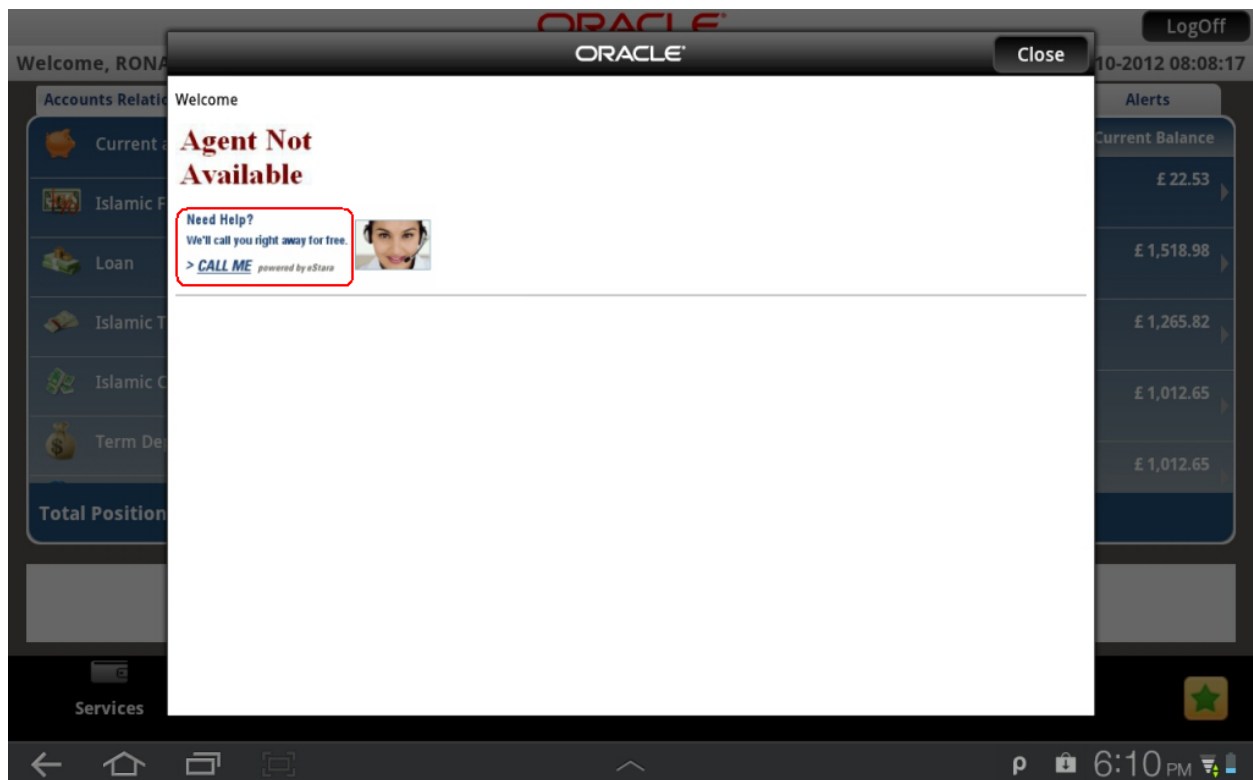 ORACLE
LogOff
ORACLE
Close
Welcome, RONA
10-2012 08:08:17
Accounts Relatio
Welcome
Alerts
Agent Not
Available
Current a
Current Balance
£ 22.53
Islamic F
Need Help?
We'll call you right away for free.
> CALL ME powered by eStara
Loan
£ 1,518.98
Islamic T
£ 1,265.82
Islamic C
£ 1,012.65
Term Dep
£ 1,012.65
Total Position
Services
6:10 PM